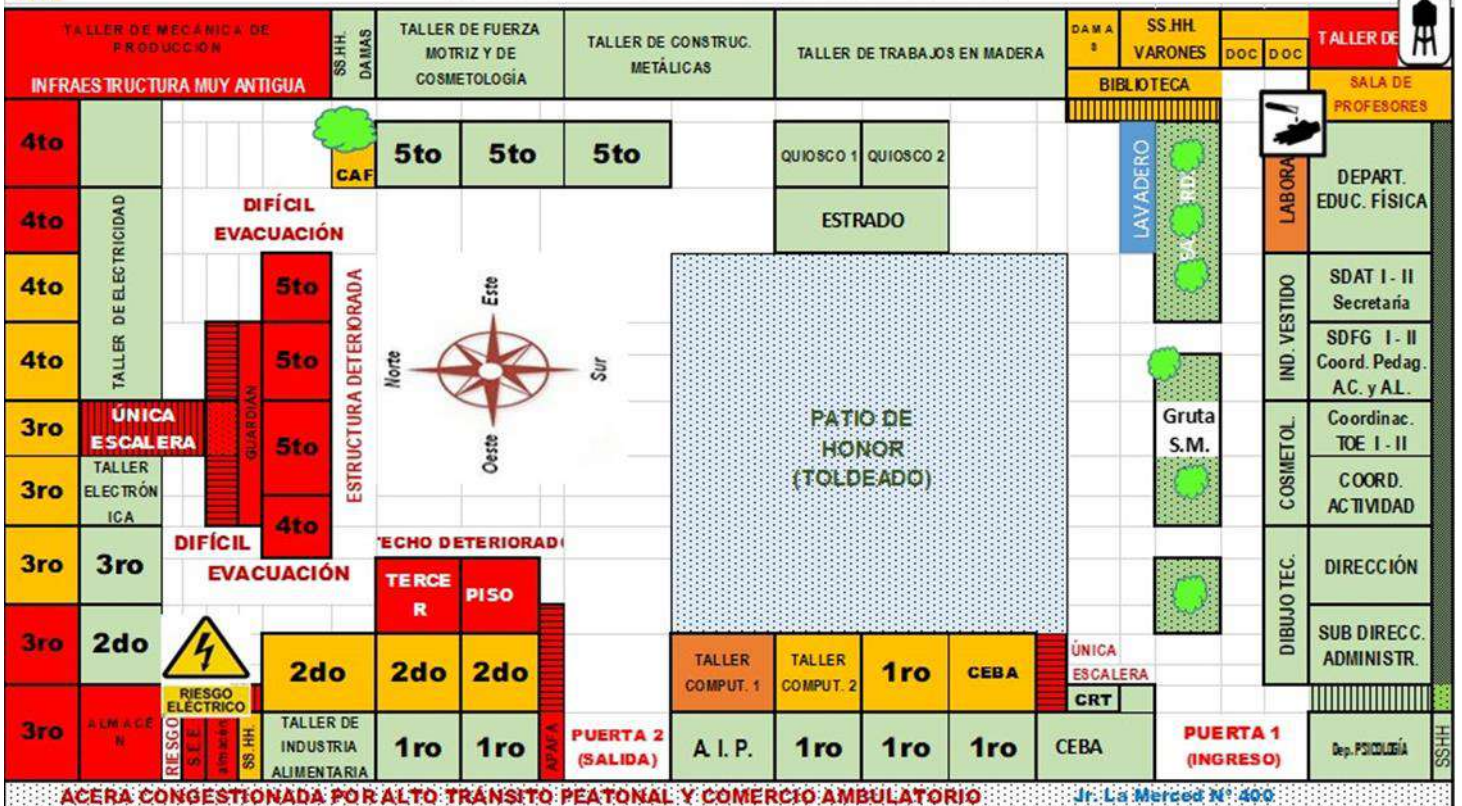 TALLER DE MECÁNICA DE
PRODUCCIÓN
INFRAESTRUCTURA MUY ANTIGUA
SS.HH.
DAMAS
TALLER DE FUERZA
MOTRIZ Y DE
COSMETOLOGÍA
TALLER DE CONSTRUC.
METÁLICAS
TALLER DE TRABAJOS EN MADERA
DAMA
S
SS.HH.
VARONES
DOC
DOC
TALLER DE
BIBLIOTECA
SALA DE
PROFESORES
4to
CAF
5to
5to
5to
QUIOSCO 1
QUIOSCO 2
LAVADERO
LABORA
DEPART.
EDUC. FÍSICA
4to
TALLER DE ELECTRICIDAD
DIFÍCIL
EVACUACIÓN
ESTRADO
4to
5to
ESTRUCTURA DETERIORADA
Este
Norte
Sur
Oeste
IND. VESTIDO
SDAT I - II
Secretaria
4to
GUARDIÁN
5to
SDFG I - II
Coord. Pedag.
A.C. y A.L.
3ro
ÚNICA
ESCALERA
5to
PATIO DE
HONOR
(TOLDEADO)
Gruta
S.M.
COSMETOL.
Coordinac.
TOE I - II
3ro
TALLER
ELECTRÓN
ICA
4to
COORD.
ACTIVIDAD
DIFÍCIL
EVACUACIÓN
ECHO DETERIORAD
3ro
3ro
TERCE
R
PISO
DIBUJO TEC.
DIRECCIÓN
3ro
2do
RIESGO
ELÉCTRICO
2do
2do
2do
TALLER
COMPUT. 1
TALLER
COMPUT. 2
1ro
CEBA
ÚNICA
ESCALERA
CRT
SUB DIRECC.
ADMINISTR.
3ro
ALMACÉ
N
RIESGO
S.E.E.
almacén
SS.HH.
TALLER DE
INDUSTRIA
ALIMENTARIA
1ro
1ro
APAFA
PUERTA 2
(SALIDA)
A. I. P.
1ro
1ro
1ro
CEBA
PUERTA 1
(INGRESO)
Dep. PSICOLOGÍA
SSHH
ACERA CONGESTIONADA POR ALTO TRÁNSITO PEATONAL Y COMERCIO AMBULATORIO
Jr. La Merced N° 400